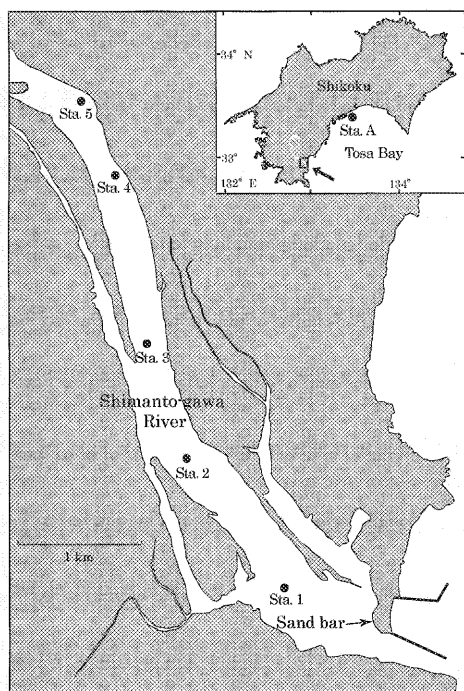 34° N
Shikoku
Sta. A
33°
Tosa Bay
132° E
134°
Sta. 5
Sta. 4
Sta. 3
Shimanto-gawa
River
Sta. 2
1 km
Sta. 1
Sand bar